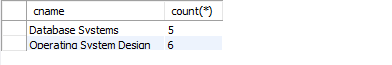 cname count(*)
Database Systems 5
Operating System Design 6